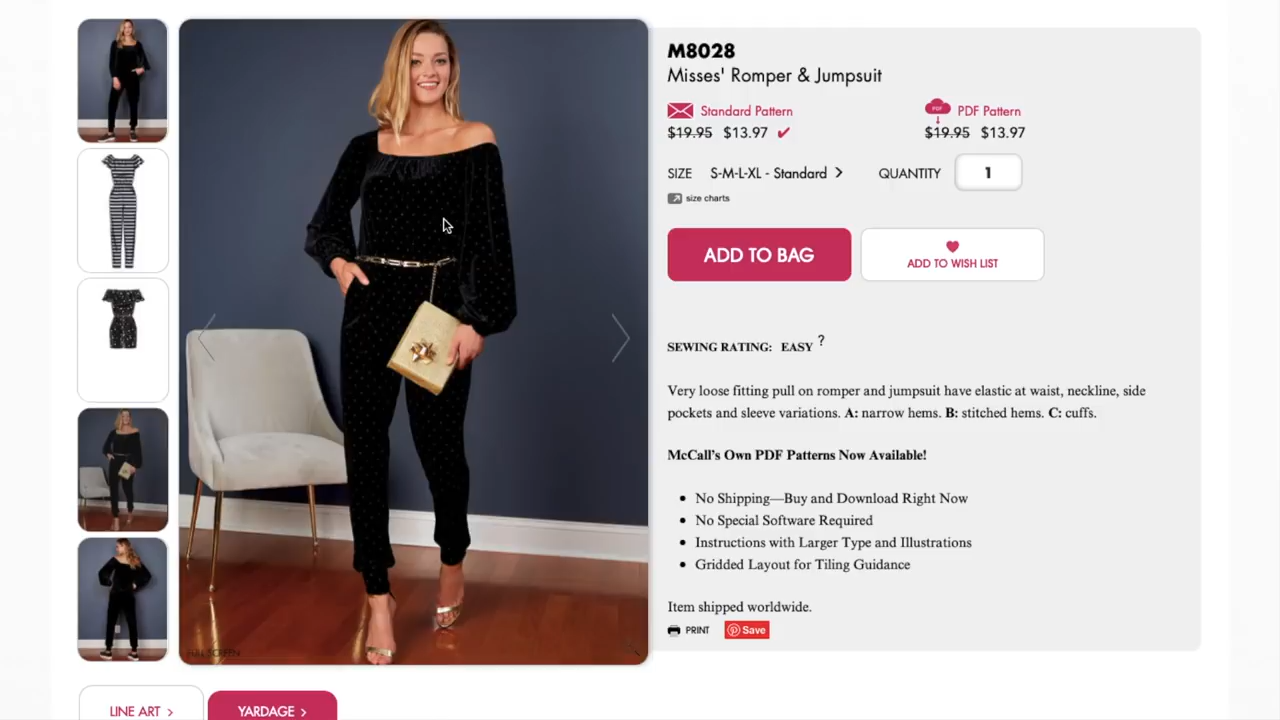 M8028
Misses' Romper & Jumpsuit
Standard Pattern
PDF
PDF Pattern
$19.95 $13.97
$19.95 $13.97
SIZE S-M-L-XL - Standard
QUANTITY 1
size charts
ADD TO BAG
ADD TO WISH LIST
SEWING RATING: EASY ?
Very loose fitting pull on romper and jumpsuit have elastic at waist, neckline, side
pockets and sleeve variations. A: narrow hems. B: stitched hems. C: cuffs.
McCall's Own PDF Patterns Now Available!
• No Shipping—Buy and Download Right Now
• No Special Software Required
• Instructions with Larger Type and Illustrations
• Gridded Layout for Tiling Guidance
Item shipped worldwide.
PRINT
Save
FULL SCREEN
LINE ART >
YARDAGE >